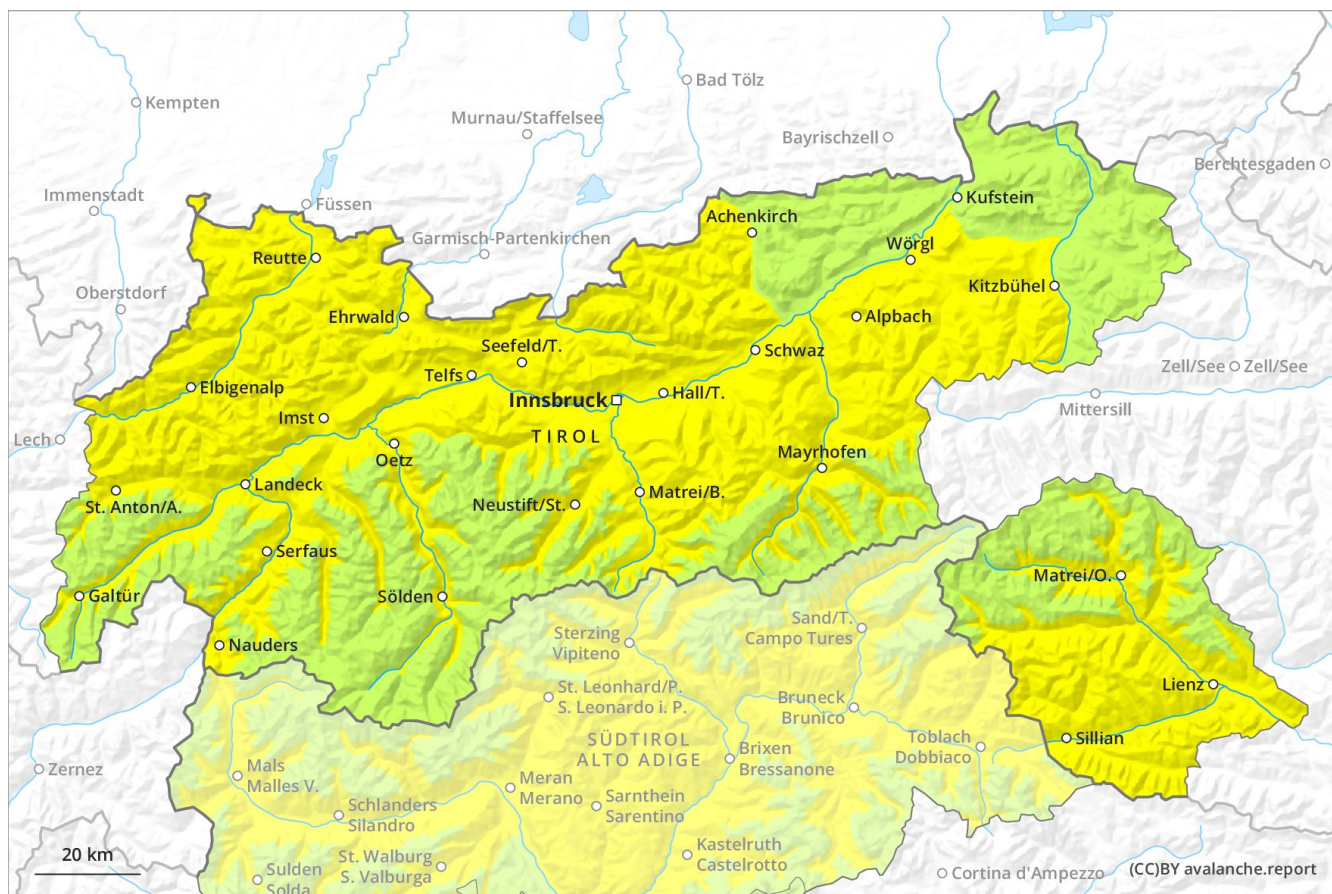 Bad Tölz
Kempten
Murnau/Staffelsee
Bayrischzell
Berchtesgaden
Immenstadt
Füssen
Kufstein
Achenkirch
Garmisch-Partenkirchen
Wörgl
Reutte
Oberstdorf
Kitzbühel
Ehrwald
Alpbach
Seefeld/T.
Schwaz
Zell/See
Zell/See
Telfs
Elbigenalp
Hall/T.
Innsbruck
Mittersill
Imst
TIROL
Lech
Oetz
Mayrhofen
Landeck
Matrei/B.
St. Anton/A.
Neustift/St.
Serfaus
Matrei/O.
Galtür
Sölden
Sand/T.
Campo Tures
Sterzing
Vipiteno
Nauders
Lienz
St. Leonhard/P.
S. Leonardo i. P.
Bruneck
Brunico
Sillian
SÜDTIROL
ALTO ADIGE
Toblach
Dobbiaco
Brixen
Bressanone
Zernez
Mals
Malles V.
Meran
Merano
Sarnthein
Sarentino
Schlanders
Silandro
Kastelruth
Castelrotto
20 km
St. Walburg
S. Valburga
Sulden
Solda
Cortina d'Ampezzo
(CC)BY avalanche.report